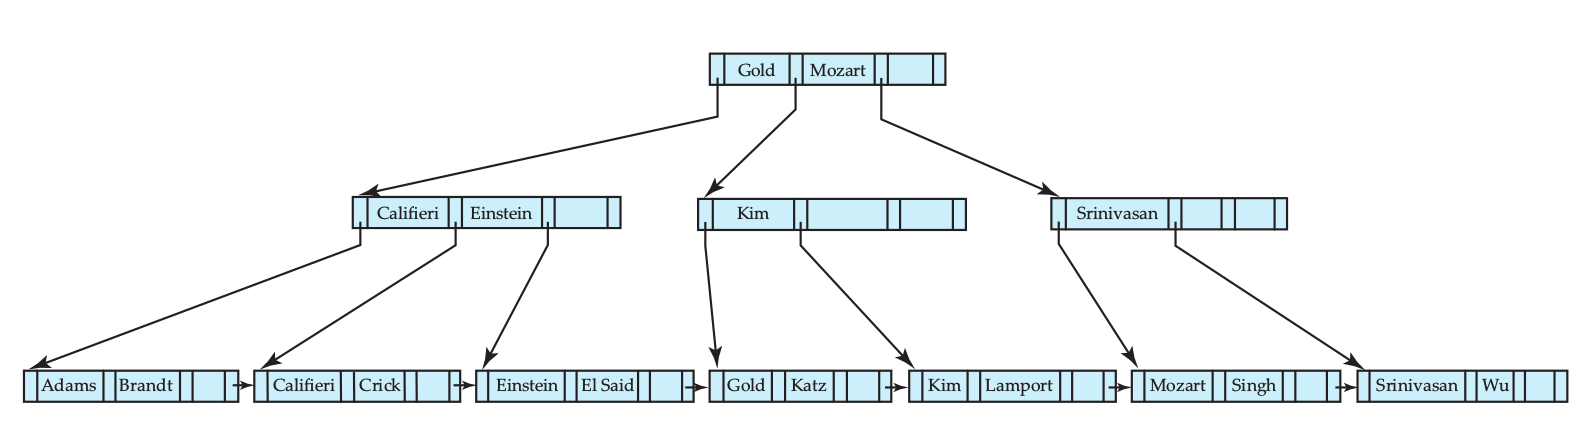 Gold Mozart
Califieri Einstein Kim Srinivasan
Adams Brandt Califieri Crick Einstein El Said Gold Katz Kim Lamport Mozart Singh Srinivasan Wu